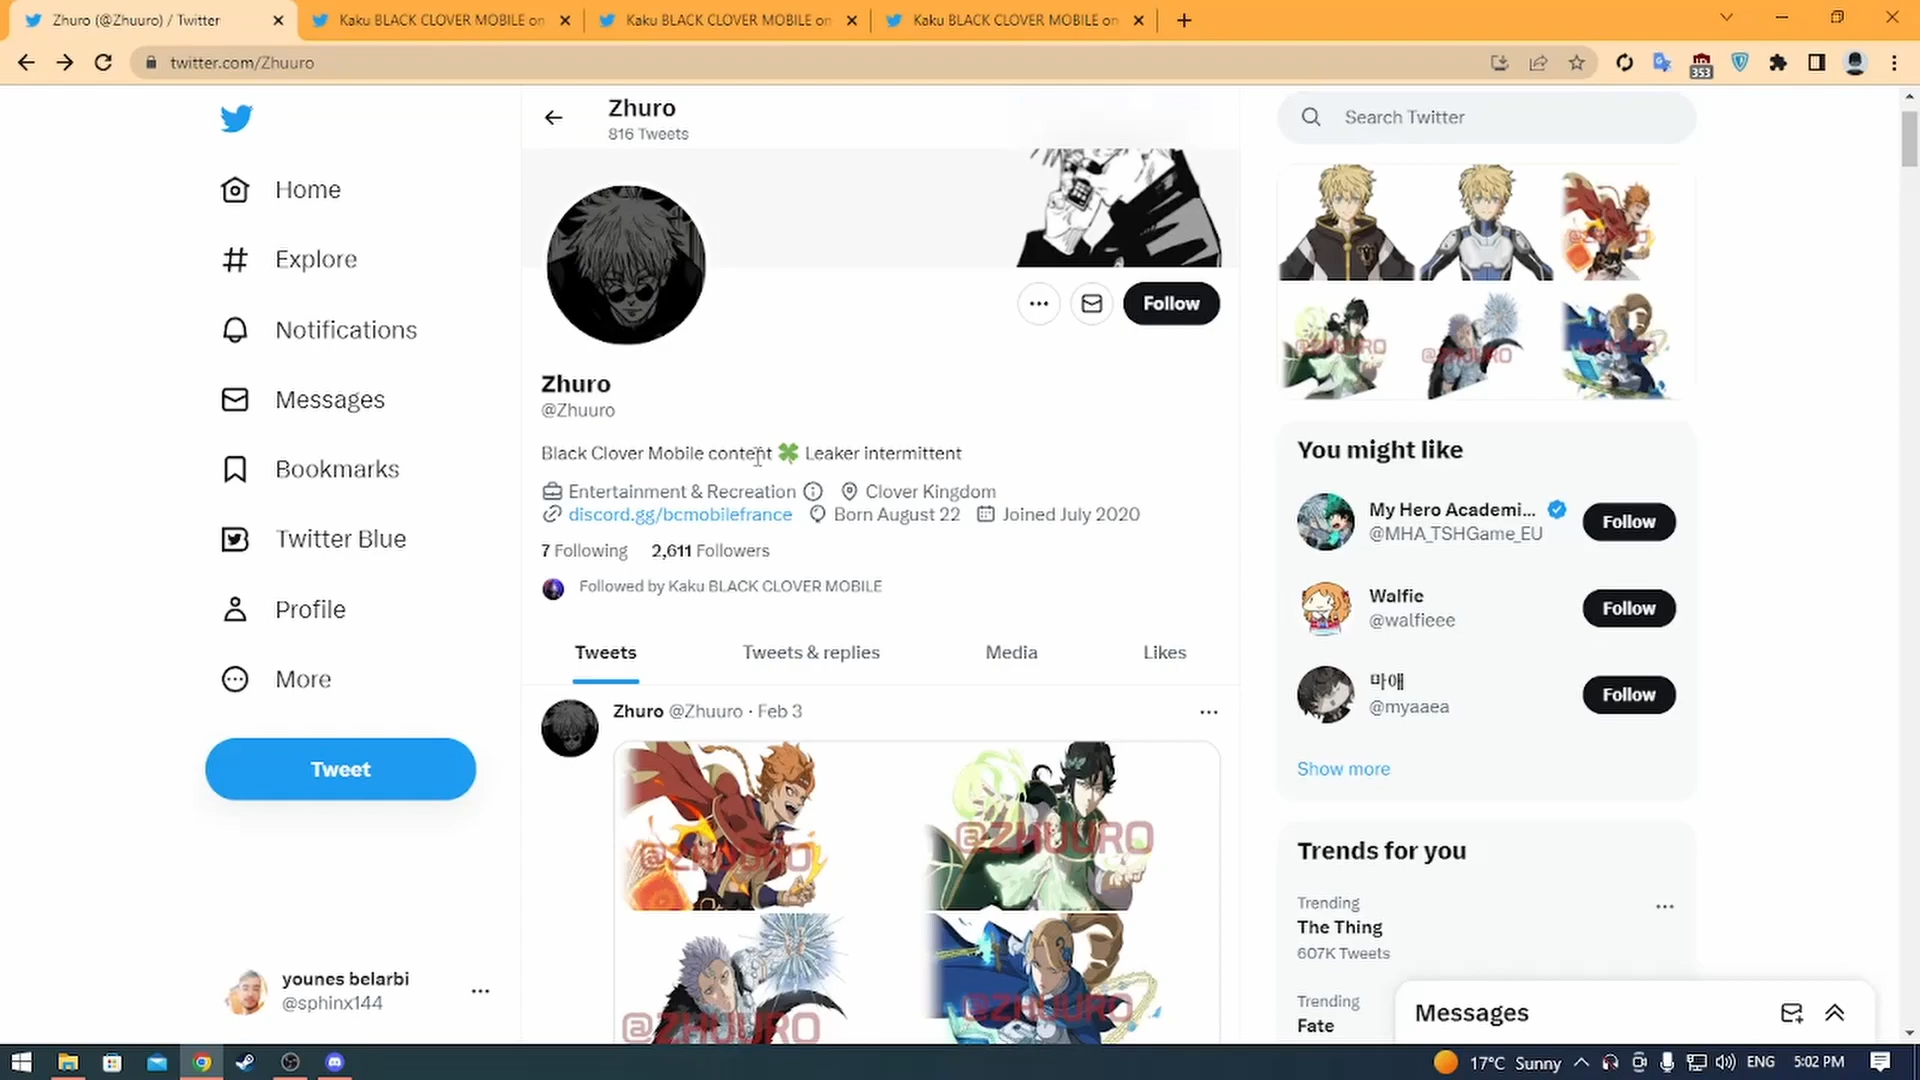 Zhuro (@Zhuuro) / Twitter
Kaku BLACK CLOVER MOBILE on
Kaku BLACK CLOVER MOBILE on
Kaku BLACK CLOVER MOBILE on
twitter.com/Zhuuro
353
Home
Explore
Notifications
Messages
Bookmarks
Twitter Blue
Profile
More
Tweet
younes belarbi
@sphinx144
Zhuro
816 Tweets
Follow
Zhuro
@Zhuuro
Black Clover Mobile content 🍀 Leaker intermittent
Entertainment & Recreation Clover Kingdom
discord.gg/bcmobilefrance Born August 22 Joined July 2020
7 Following 2,611 Followers
Followed by Kaku BLACK CLOVER MOBILE
Tweets Tweets & replies Media Likes
Zhuro @Zhuuro · Feb 3
@ZHUURO
@ZHUURO
@ZHUURO
@ZHUURO
Search Twitter
@ZHUURO
@ZHUURO
@ZHUURO
@ZHUURO
You might like
My Hero Academi...
@MHA_TSHGame_EU
Follow
Walfie
@walfieee
Follow
마애
@myaaea
Follow
Show more
Trends for you
Trending
The Thing
607K Tweets
Trending
Fate
Messages
17°C Sunny
ENG
5:02 PM